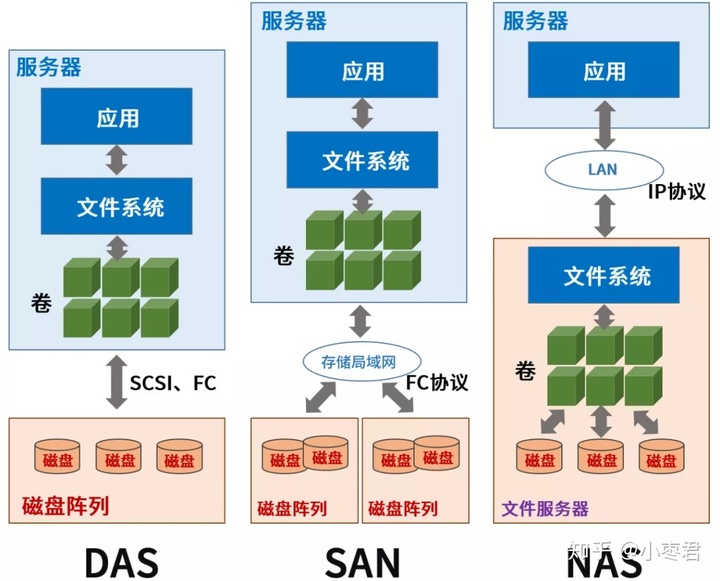 服务器
应用
文件系统
卷
SCSI、FC
磁盘
磁盘
磁盘
磁盘阵列
DAS
服务器
应用
文件系统
卷
存储局域网
FC协议
磁盘
磁盘
磁盘
磁盘
磁盘阵列
磁盘阵列
SAN
服务器
应用
LAN
IP协议
文件系统
卷
磁盘
磁盘
磁盘
文件服务器
NAS
知乎 @小枣君